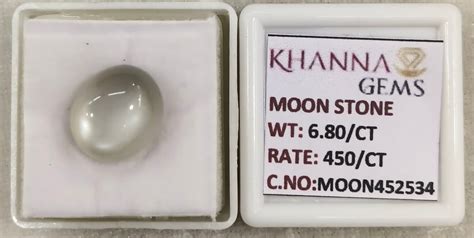 KHANNA
GEMS
MOON STONE
WT: 6.80/CT
RATE: 450/CT
C.NO:MOON452534